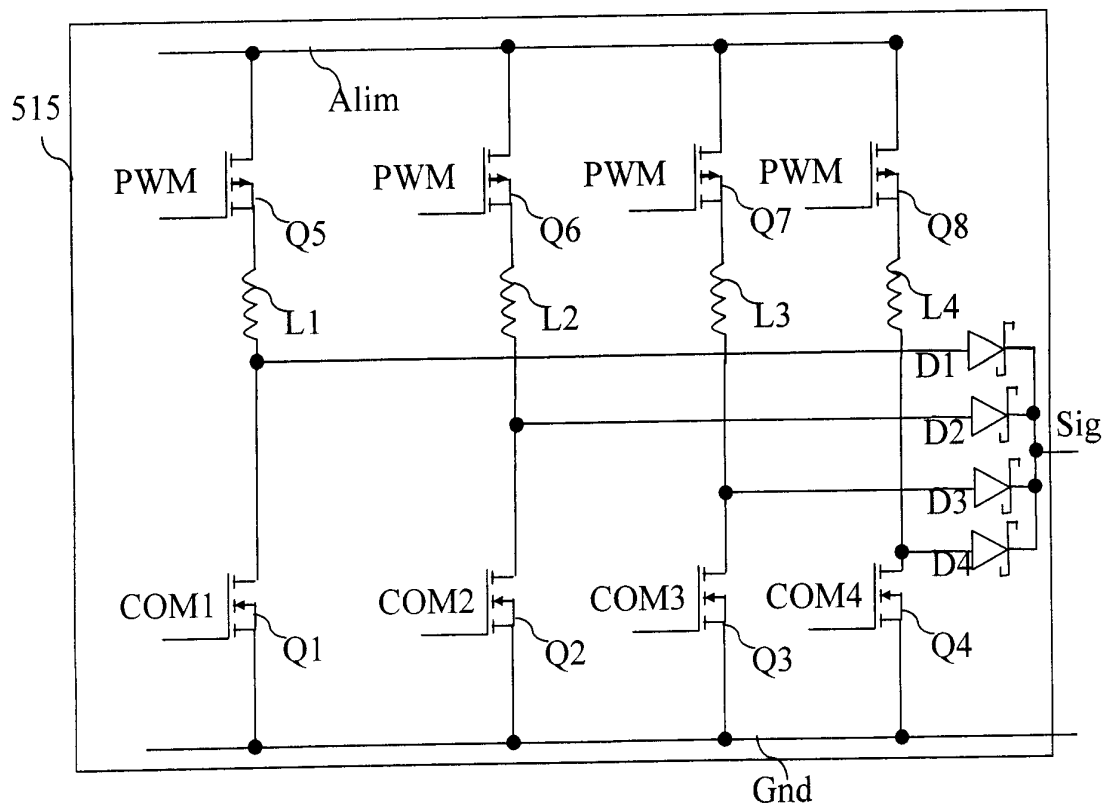 Alim
515
PWM PWM PWM PWM
Q5 Q6 Q7 Q8
L1 L2 L3 L4
D1
D2
Sig
D3
D4
COM1 COM2 COM3 COM4
Q1 Q2 Q3 Q4
Gnd